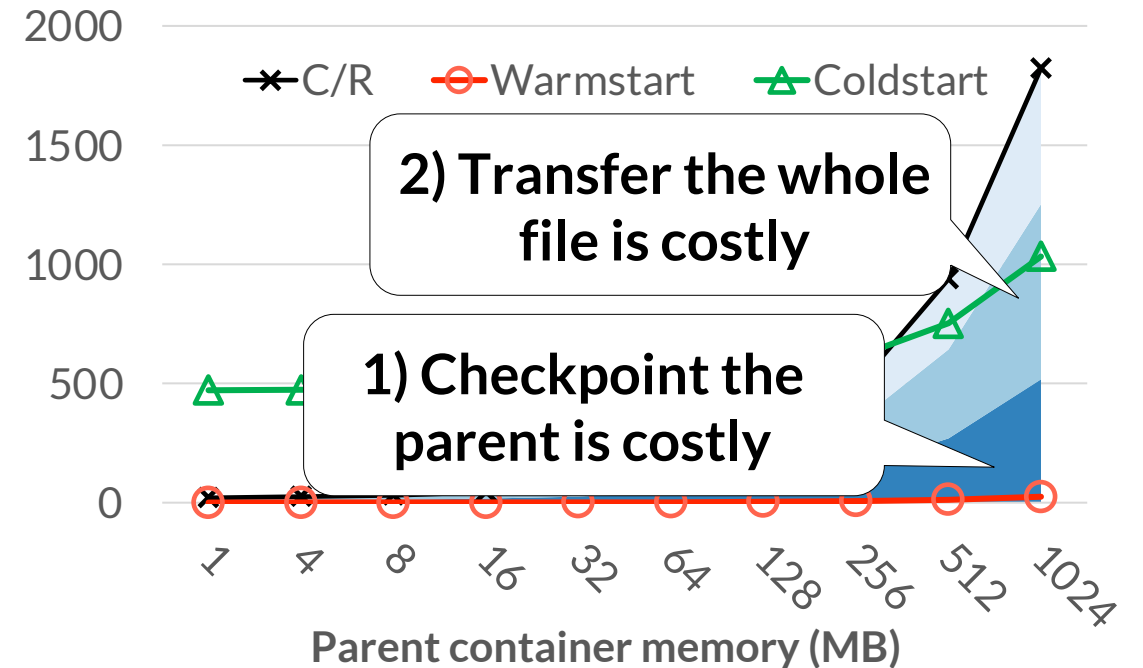 2000
C/R Warmstart Coldstart
1500
2) Transfer the whole
file is costly
1000
1) Checkpoint the
parent is costly
500
0
1 4 8 16 32 64 128 256 512 1024
Parent container memory (MB)